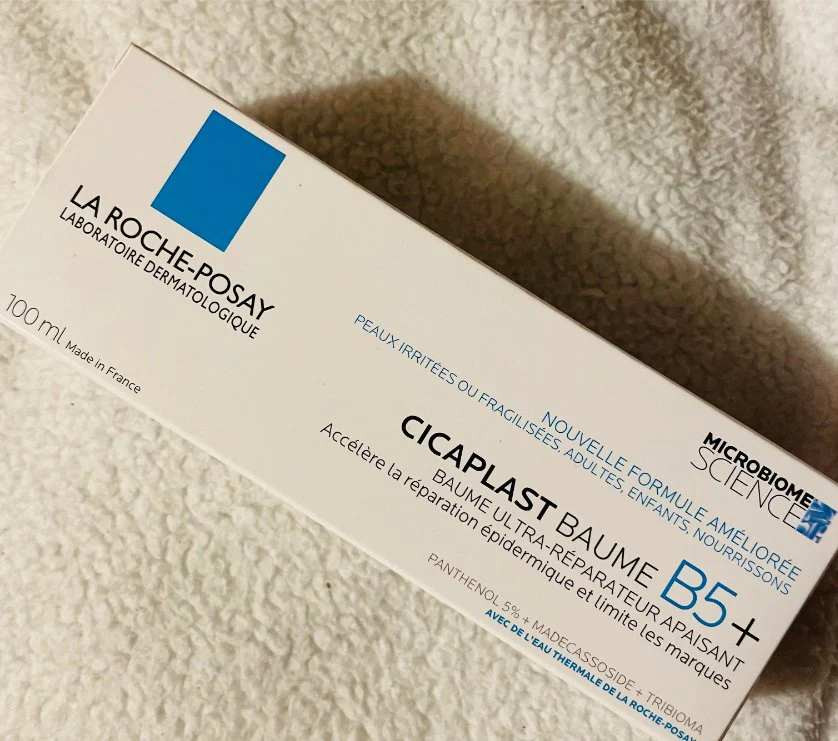 LA ROCHE-POSAY
LABORATOIRE DERMATOLOGIQUE
100 ml Made in France
MICROBIOME
SCIENCE
NOUVELLE FORMULE AMÉLIORÉE
PEAUX IRRITÉES OU FRAGILISÉES, ADULTES, ENFANTS, NOURRISSONS
CICAPLAST BAUME B5+
BAUME ULTRA-RÉPARATEUR APAISANT
Accélère la réparation épidermique et limite les marques
PANTHENOL 5% + MADECASSOSIDE + TRIBIOMA
AVEC DE L'EAU THERMALE DE LA ROCHE-POSAY